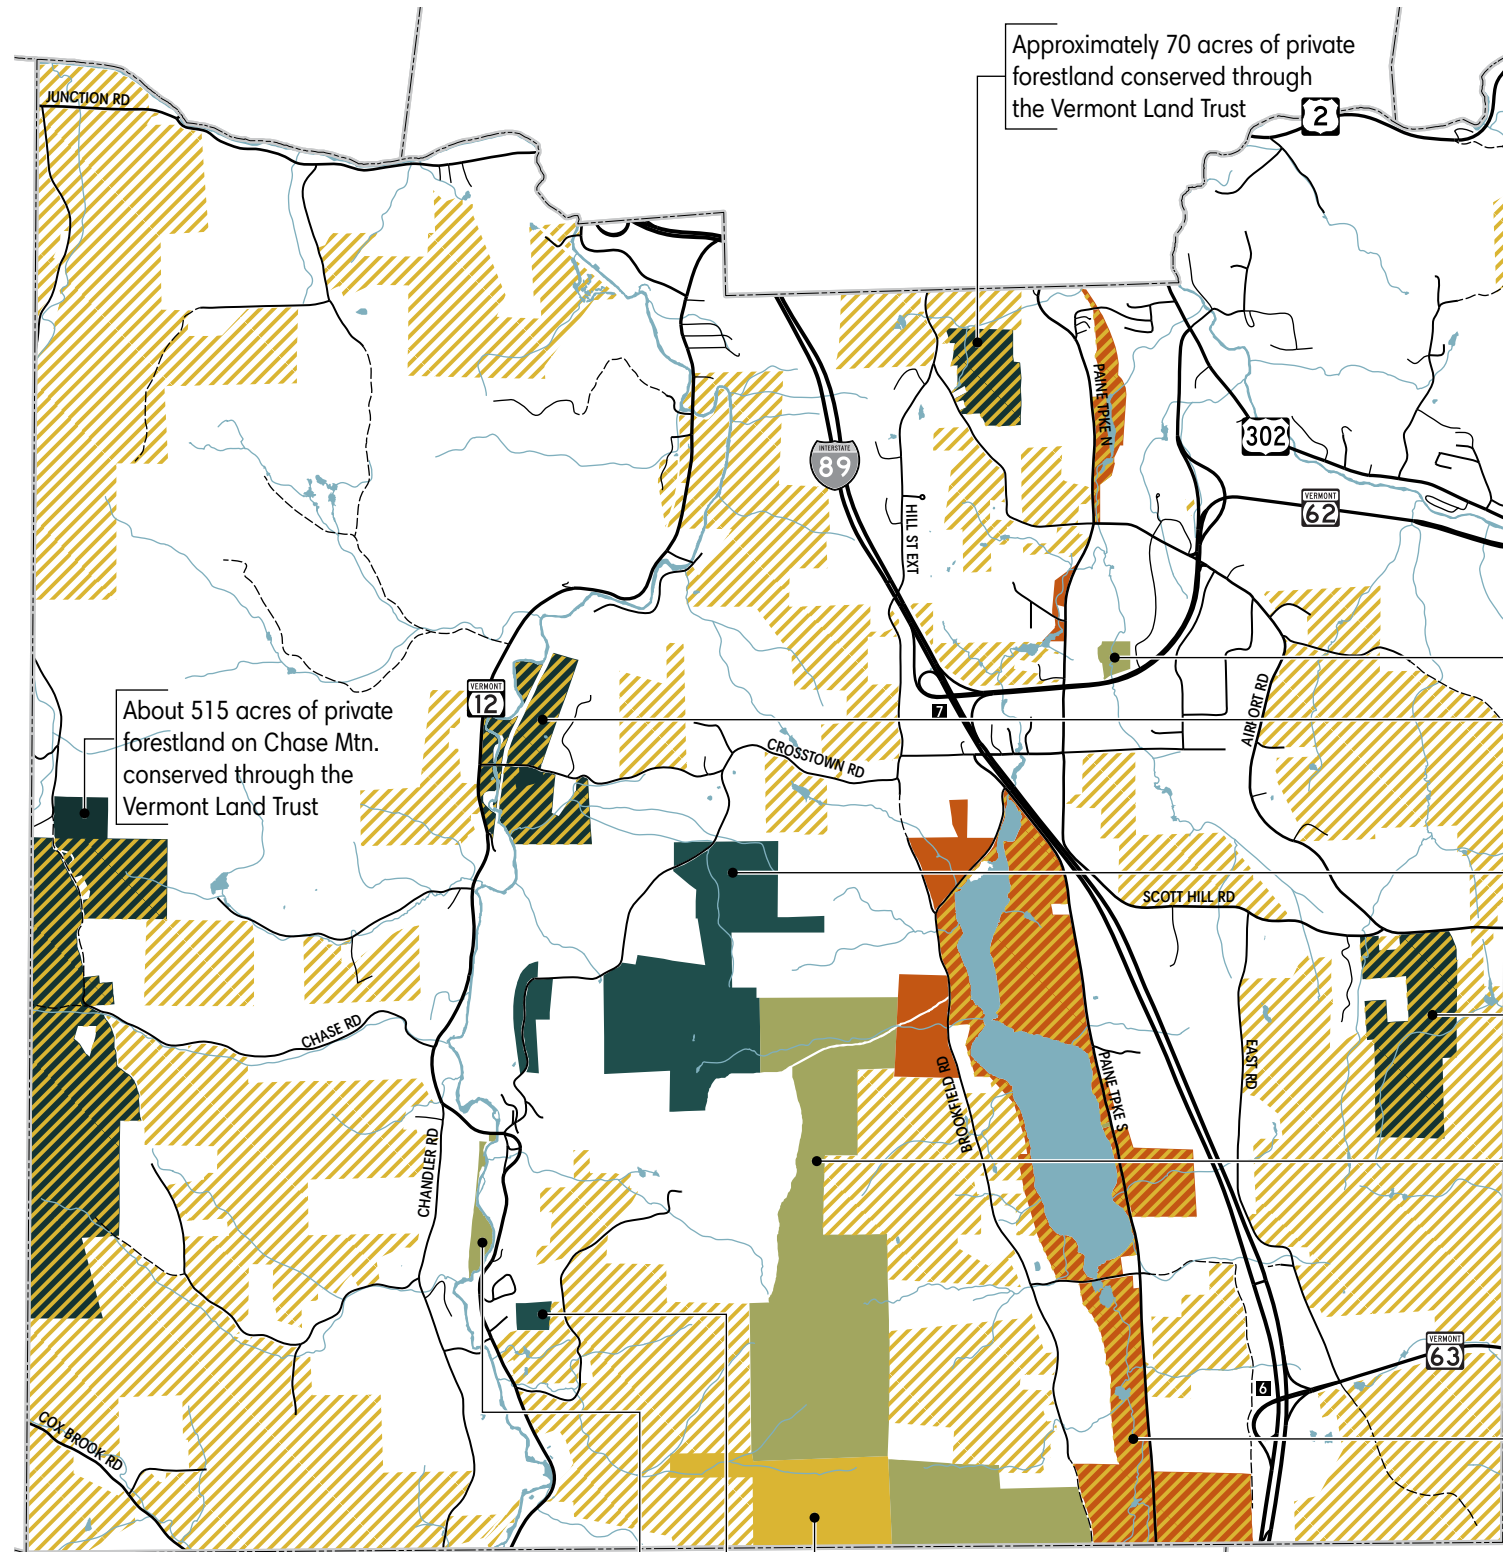 Approximately 70 acres of private
forestland conserved through
the Vermont Land Trust
2
JUNCTION RD
PAINE TPKE N
302
INTERSTATE
89
VERMONT
62
HILL ST EXT
About 515 acres of private
forestland on Chase Mtn.
conserved through the
Vermont Land Trust
VERMONT
12
7
AIRPORT RD
CROSSTOWN RD
SCOTT HILL RD
CHASE RD
BROOKFIELD RD
PAINE TPKE S
EAST RD
CHANDLER RD
VERMONT
63
6
COX BROOK RD